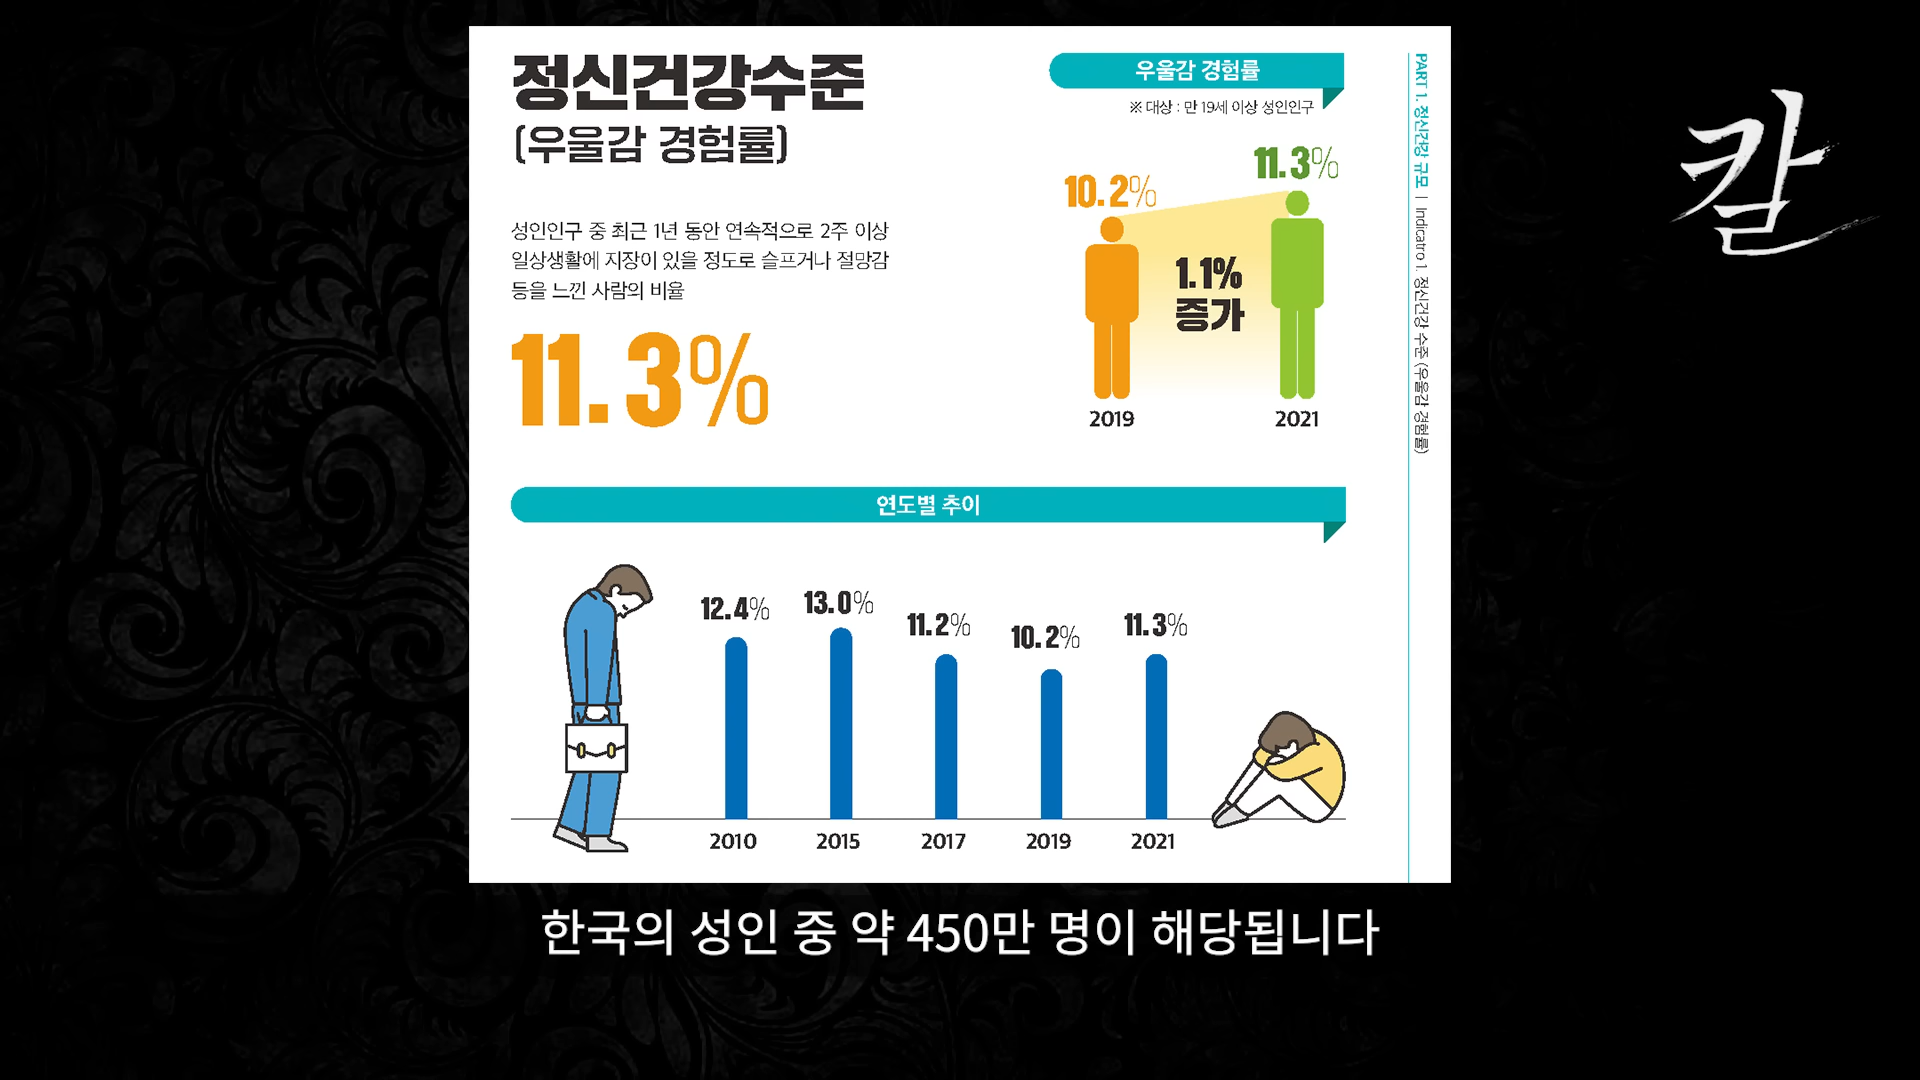 정신건강수준
(우울감 경험률)
성인인구 중 최근 1년 동안 연속적으로 2주 이상
일상생활에 지장이 있을 정도로 슬프거나 절망감
등을 느낀 사람의 비율
11.3%
우울감 경험률
※ 대상 : 만 19세 이상 성인인구
10.2%
11.3%
1.1%
증가
2019
2021
PART 1. 정신건강 규모 | Indicatro 1. 정신건강 수준 (우울감 경험률)
칼
연도별 추이
12.4%
13.0%
11.2%
10.2%
11.3%
2010
2015
2017
2019
2021
한국의 성인 중 약 450만 명이 해당됩니다